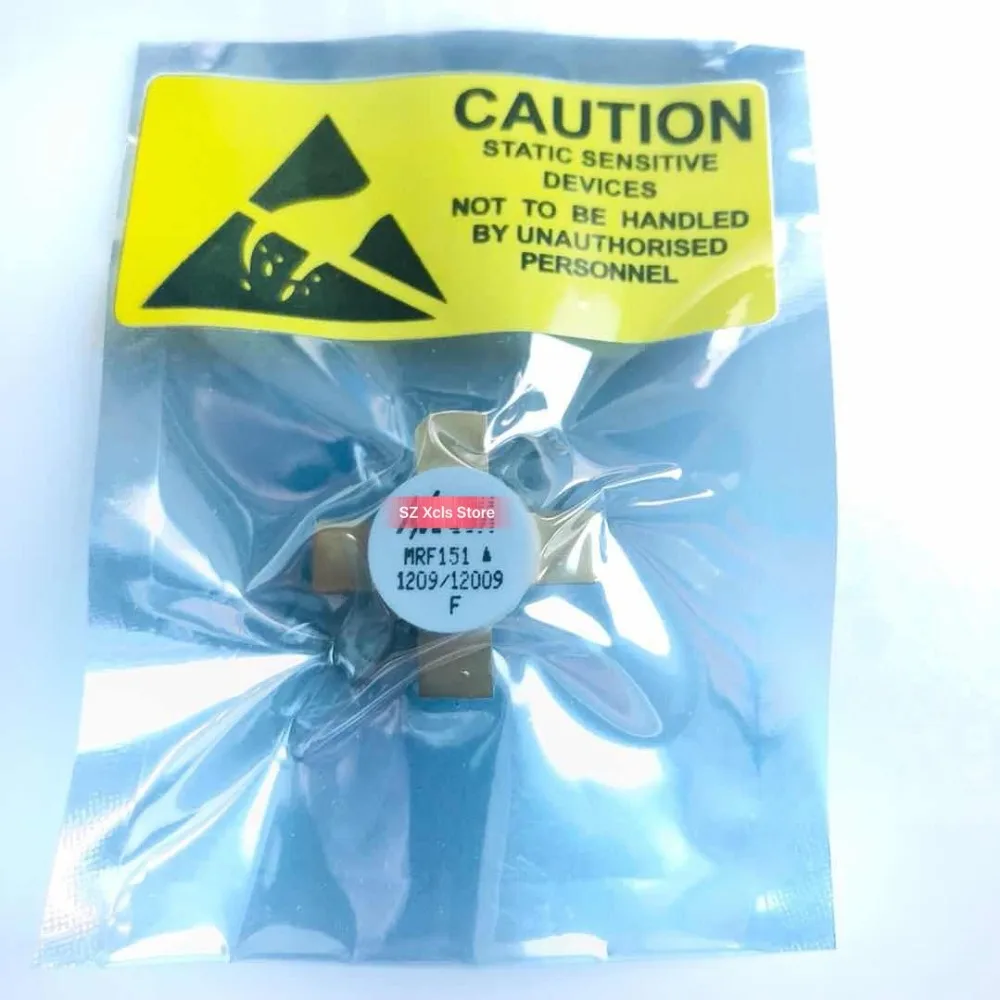 CAUTION
STATIC SENSITIVE
DEVICES
NOT TO BE HANDLED
BY UNAUTHORISED
PERSONNEL
SZ Xcls Store
MRF151
1209/12009
F